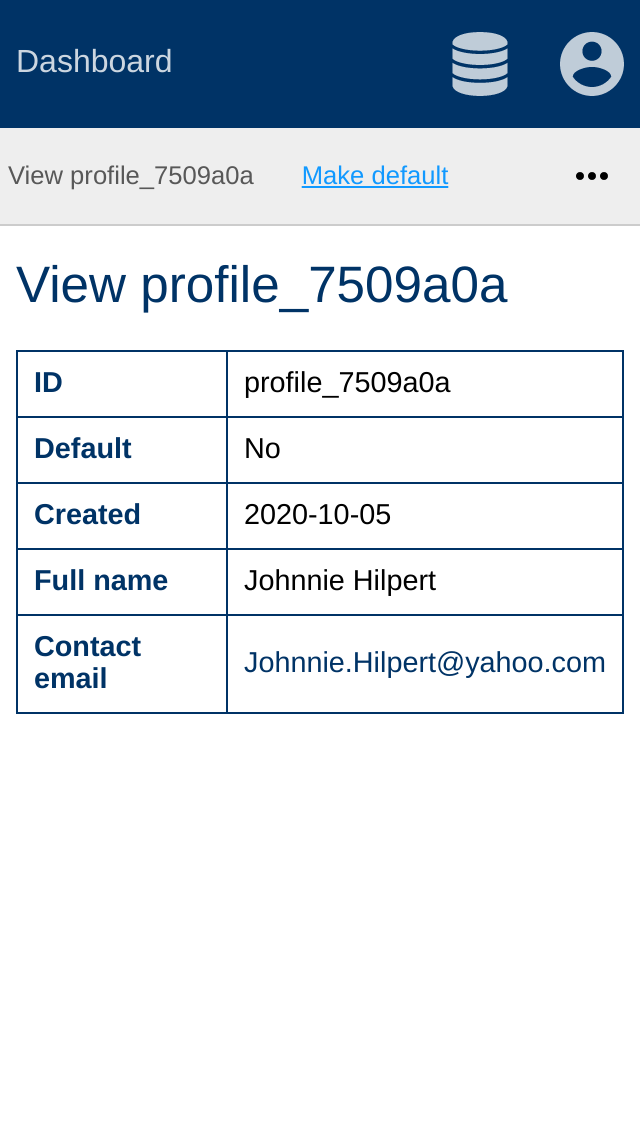 Dashboard
View profile_7509a0a Make default
View profile_7509a0a
ID profile_7509a0a
Default No
Created 2020-10-05
Full name Johnnie Hilpert
Contact
email Johnnie.Hilpert@yahoo.com